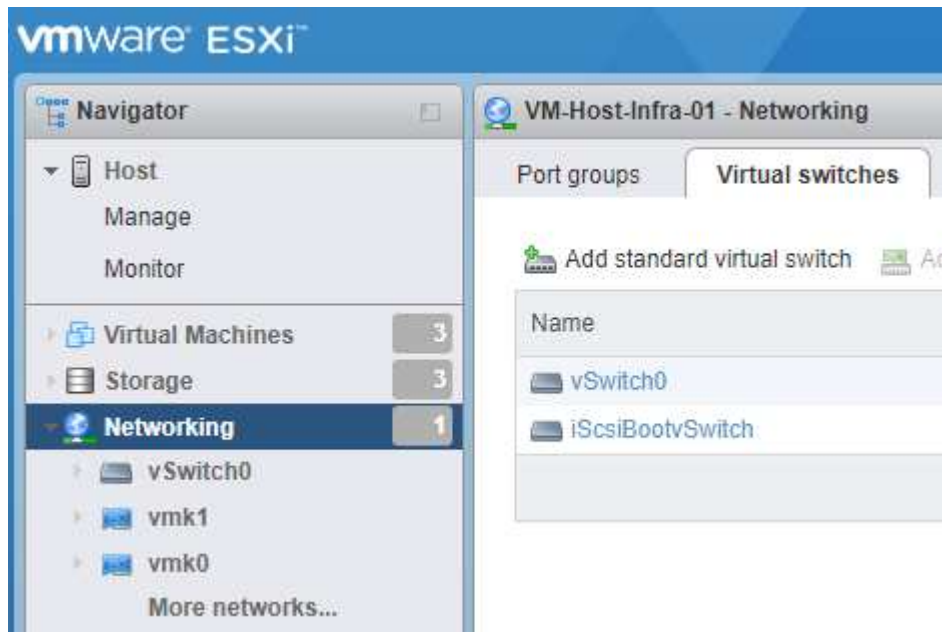 vmware ESXi™
Navigator
Host
Manage
Monitor
Virtual Machines 3
Storage 3
Networking 1
vSwitch0
vmk1
vmk0
More networks...
VM-Host-Infra-01 - Networking
Port groups Virtual switches
Add standard virtual switch
Name
vSwitch0
iScsiBootvSwitch